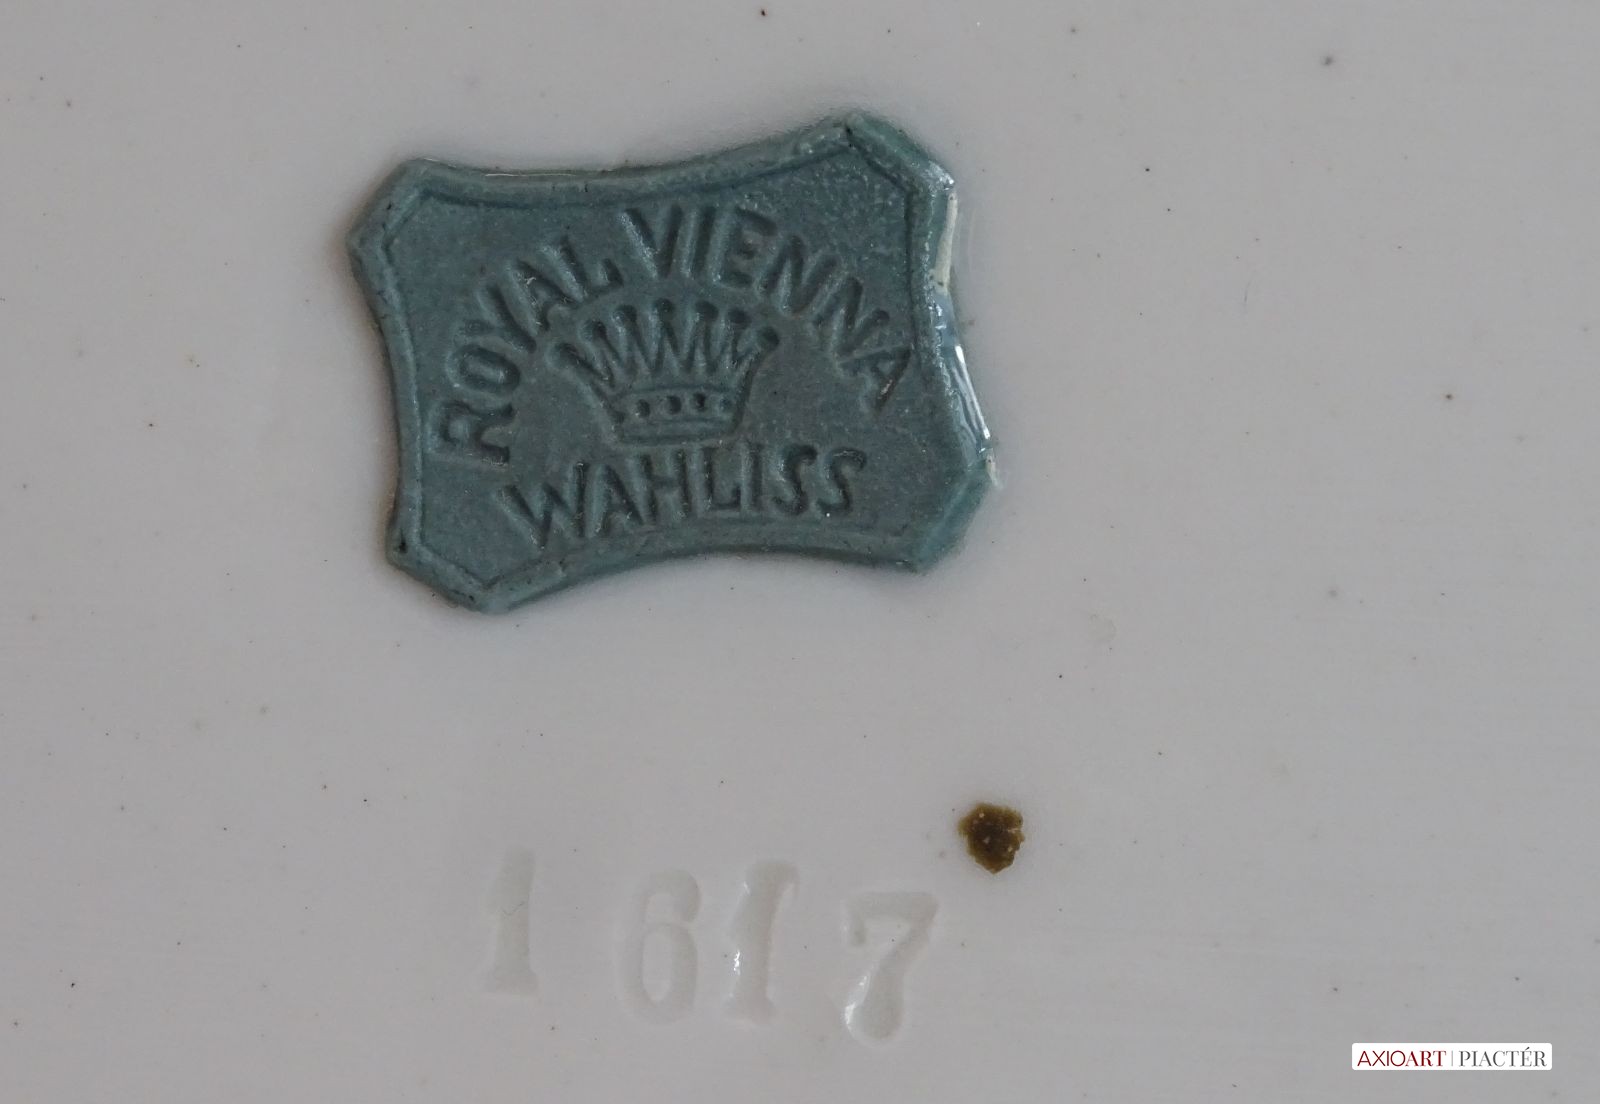 ROYAL VIENNA
WAHLISS
1617
AXIOART | PIACTÉR